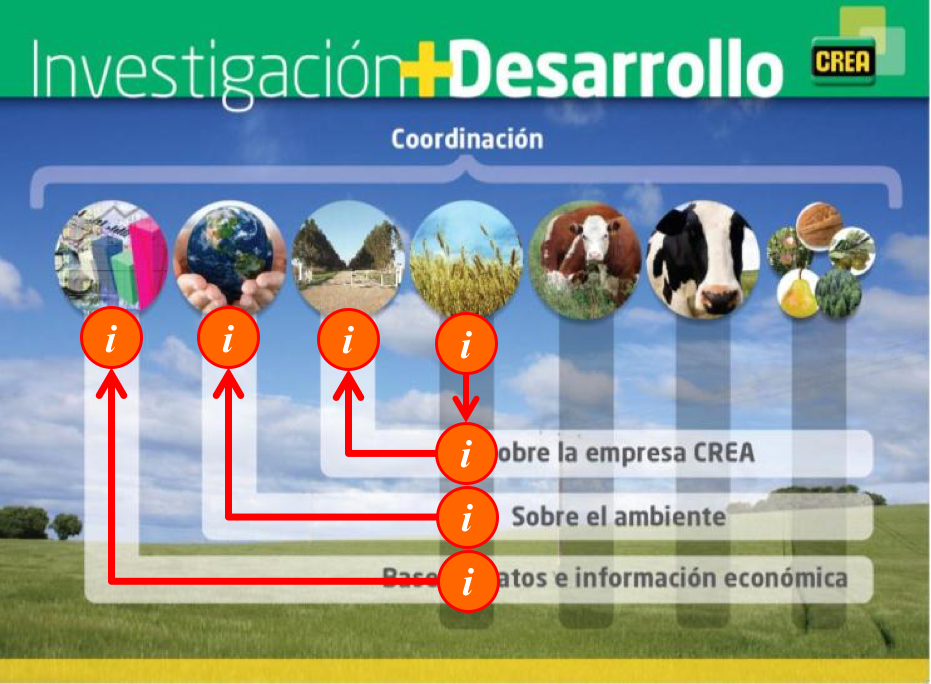 Investigación+Desarrollo
CREA
Coordinación
i
i
i
i
i obre la empresa CREA
i Sobre el ambiente
Base i atos e información económica